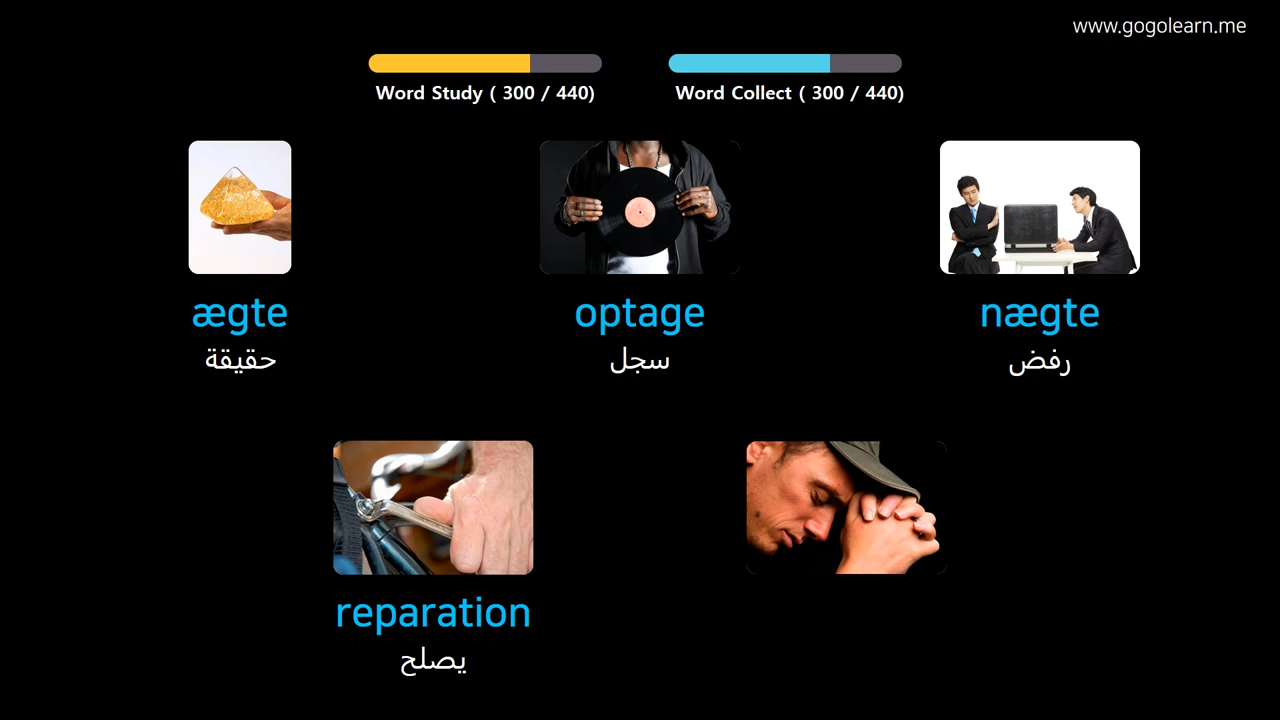 www.gogolearn.me
Word Study ( 300 / 440)
Word Collect ( 300 / 440)
ægte
optage
nægte
حقيقة
سجل
رفض
reparation
يصلح